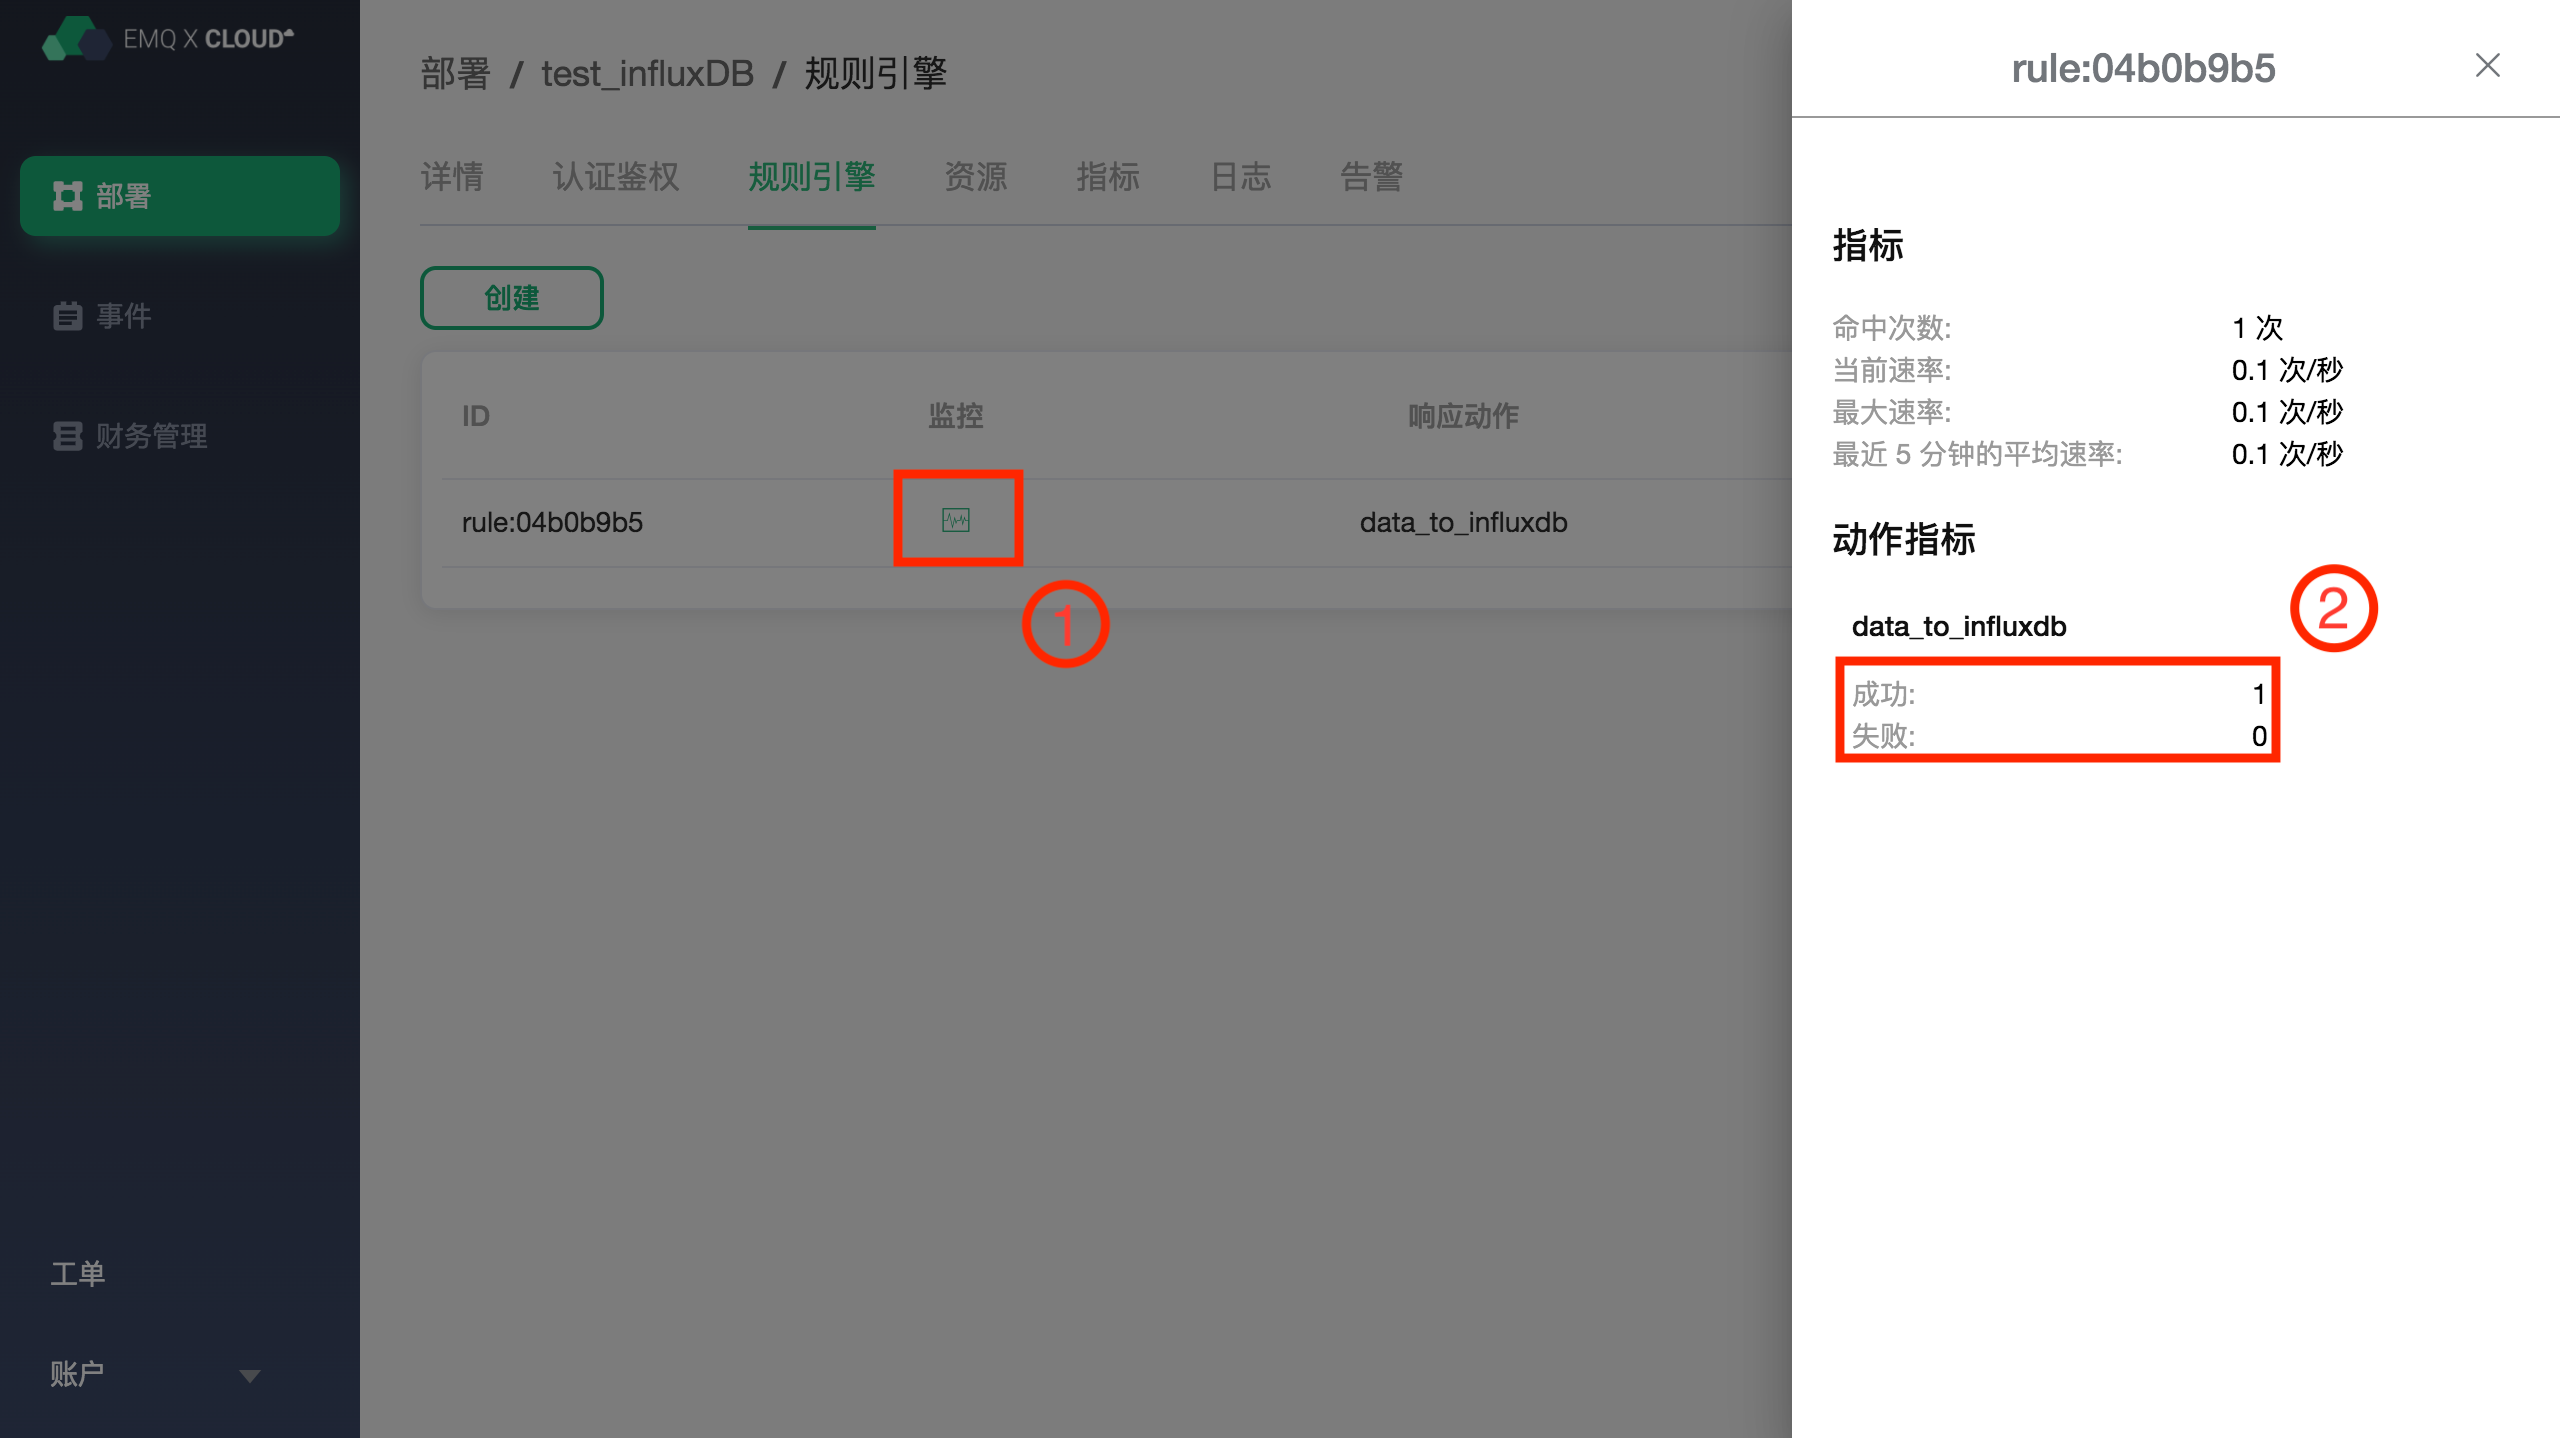 EMQ X CLOUD
部署
事件
财务管理
工单
账户
部署 / test_influxDB / 规则引擎
详情 认证鉴权 规则引擎 资源 指标 日志 告警
创建
ID 监控 响应动作
rule:04b0b9b5 data_to_influxdb
1
rule:04b0b9b5
指标
命中次数: 1 次
当前速率: 0.1 次/秒
最大速率: 0.1 次/秒
最近 5 分钟的平均速率: 0.1 次/秒
动作指标
2
data_to_influxdb
成功: 1
失败: 0